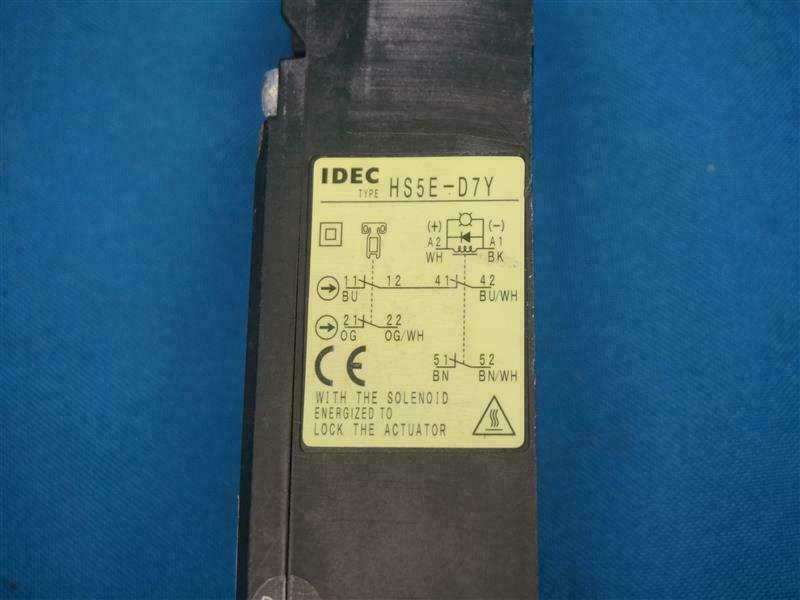 IDEC TYPE HS5E-D7Y
(+) (-)
A2 A1
WH BK
11 12 41 42
BU BU/WH
21 22
OG OG/WH
CE 51 52
BN BN/WH
WITH THE SOLENOID
ENERGIZED TO
LOCK THE ACTUATOR